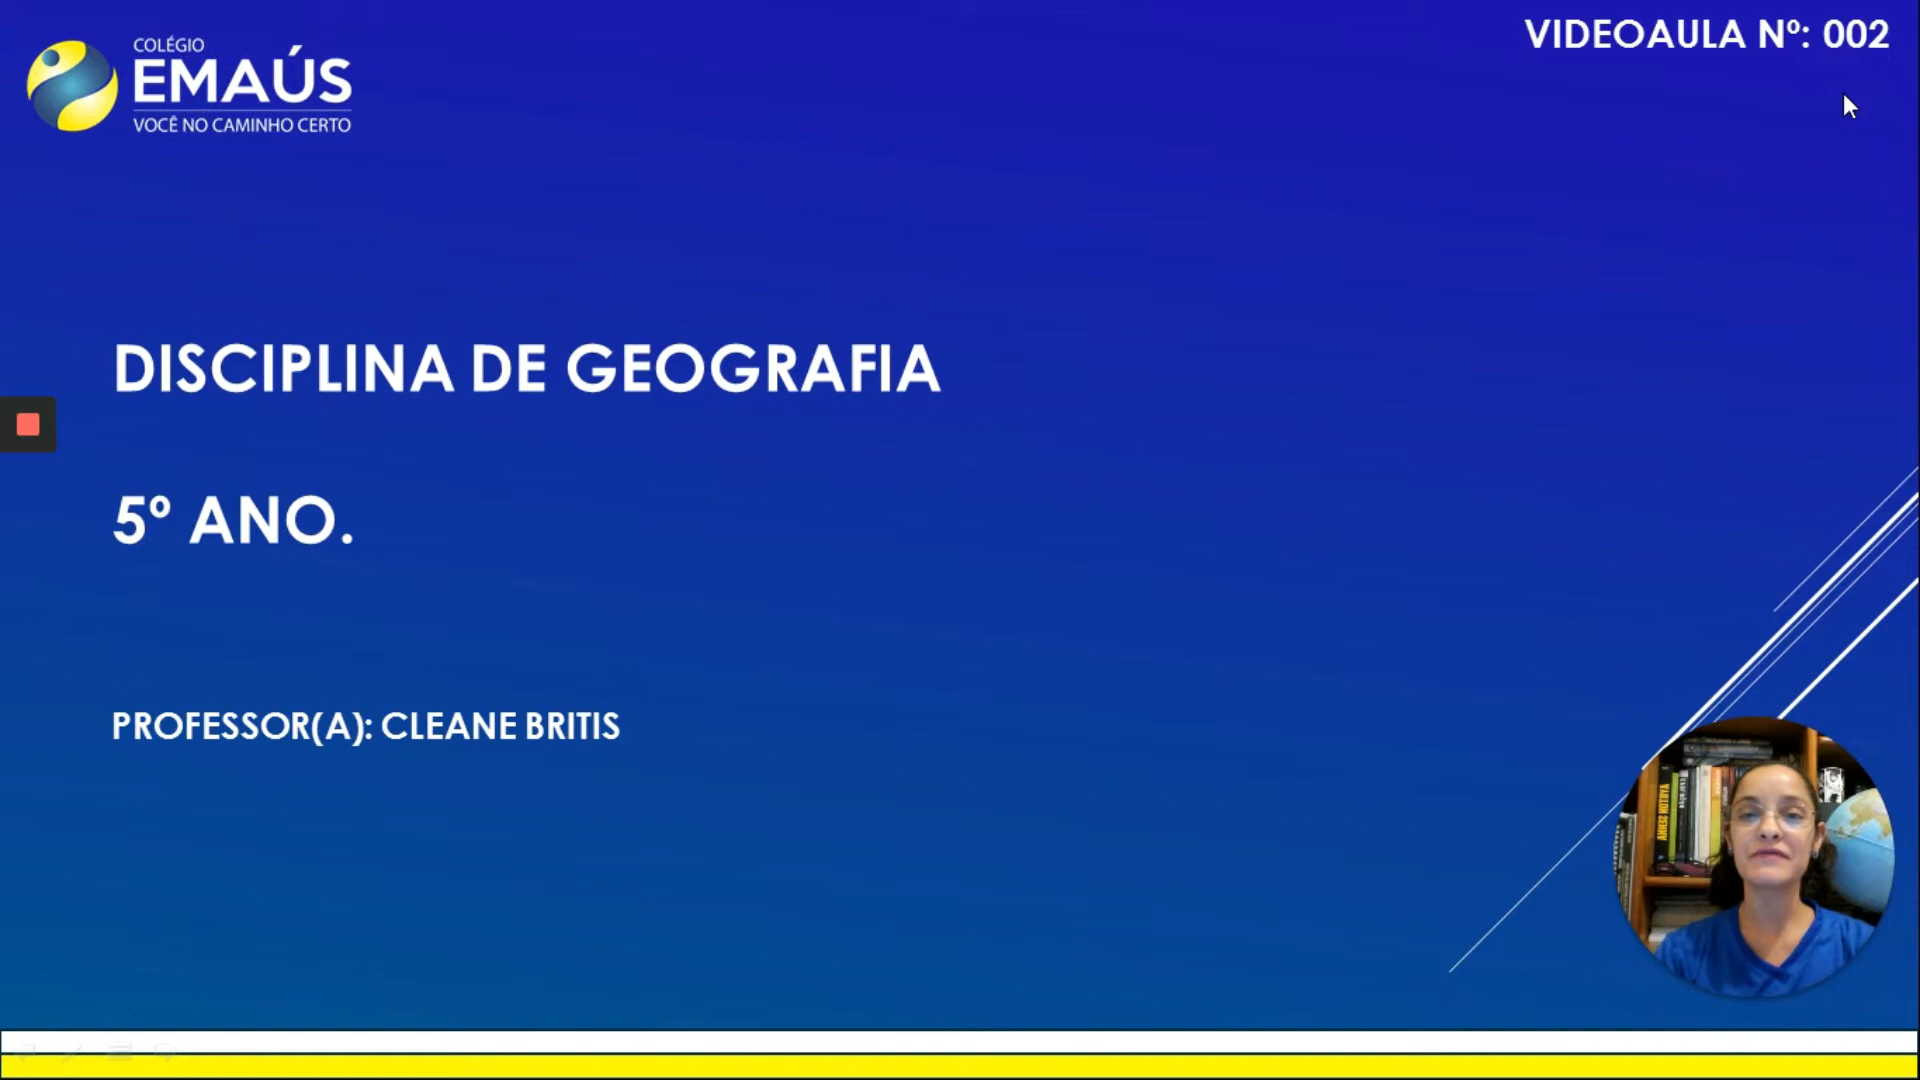 COLÉGIO
EMAÚS
VOCÊ NO CAMINHO CERTO
VIDEOAULA Nº: 002
DISCIPLINA DE GEOGRAFIA
5º ANO.
PROFESSOR(A): CLEANE BRITIS